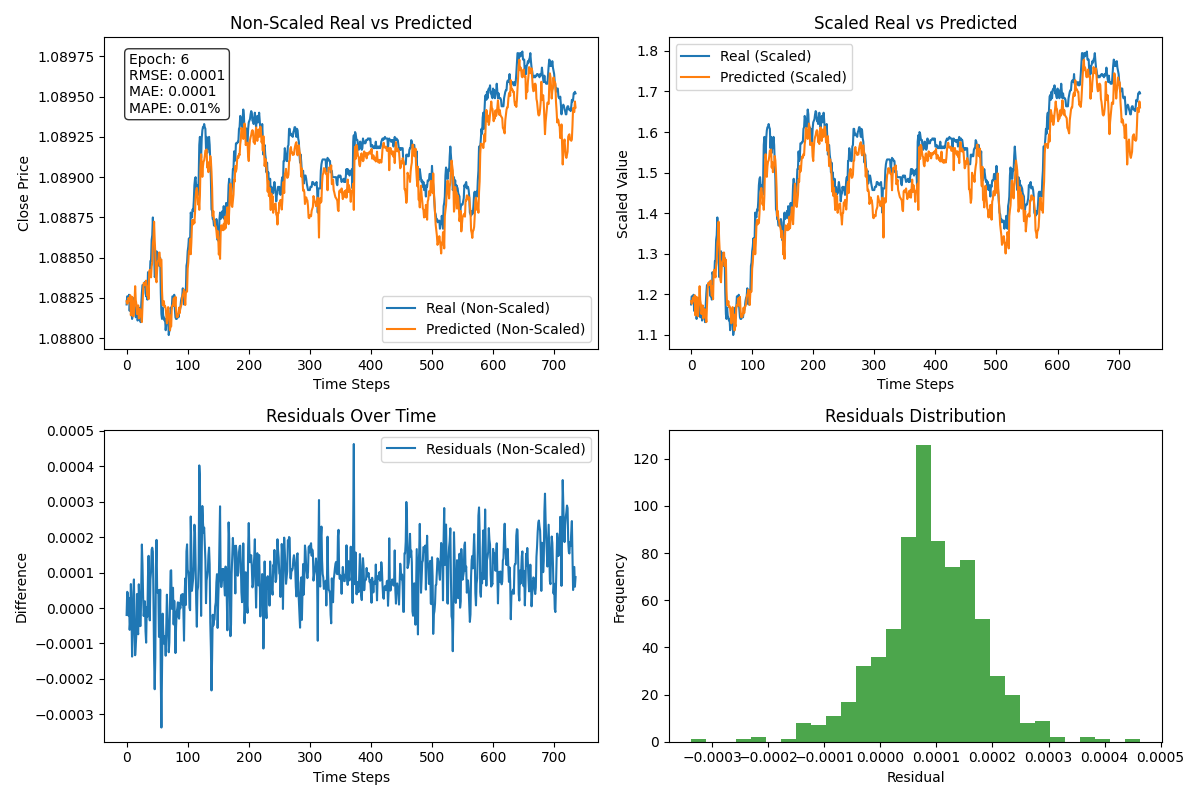 Non-Scaled Real vs Predicted
Epoch: 6
RMSE: 0.0001
MAE: 0.0001
MAPE: 0.01%
1.08975
1.08950
1.08925
1.08900
1.08875
1.08850
1.08825
1.08800
Close Price
Real (Non-Scaled)
Predicted (Non-Scaled)
0 100 200 300 400 500 600 700
Time Steps
Scaled Real vs Predicted
Real (Scaled)
Predicted (Scaled)
1.8
1.7
1.6
1.5
1.4
1.3
1.2
1.1
Scaled Value
0 100 200 300 400 500 600 700
Time Steps
Residuals Over Time
Residuals (Non-Scaled)
0.0005
0.0004
0.0003
0.0002
0.0001
0.0000
−0.0001
−0.0002
−0.0003
Difference
0 100 200 300 400 500 600 700
Time Steps
Residuals Distribution
120
100
80
60
40
20
0
Frequency
−0.0003 −0.0002 −0.0001 0.0000 0.0001 0.0002 0.0003 0.0004 0.0005
Residual